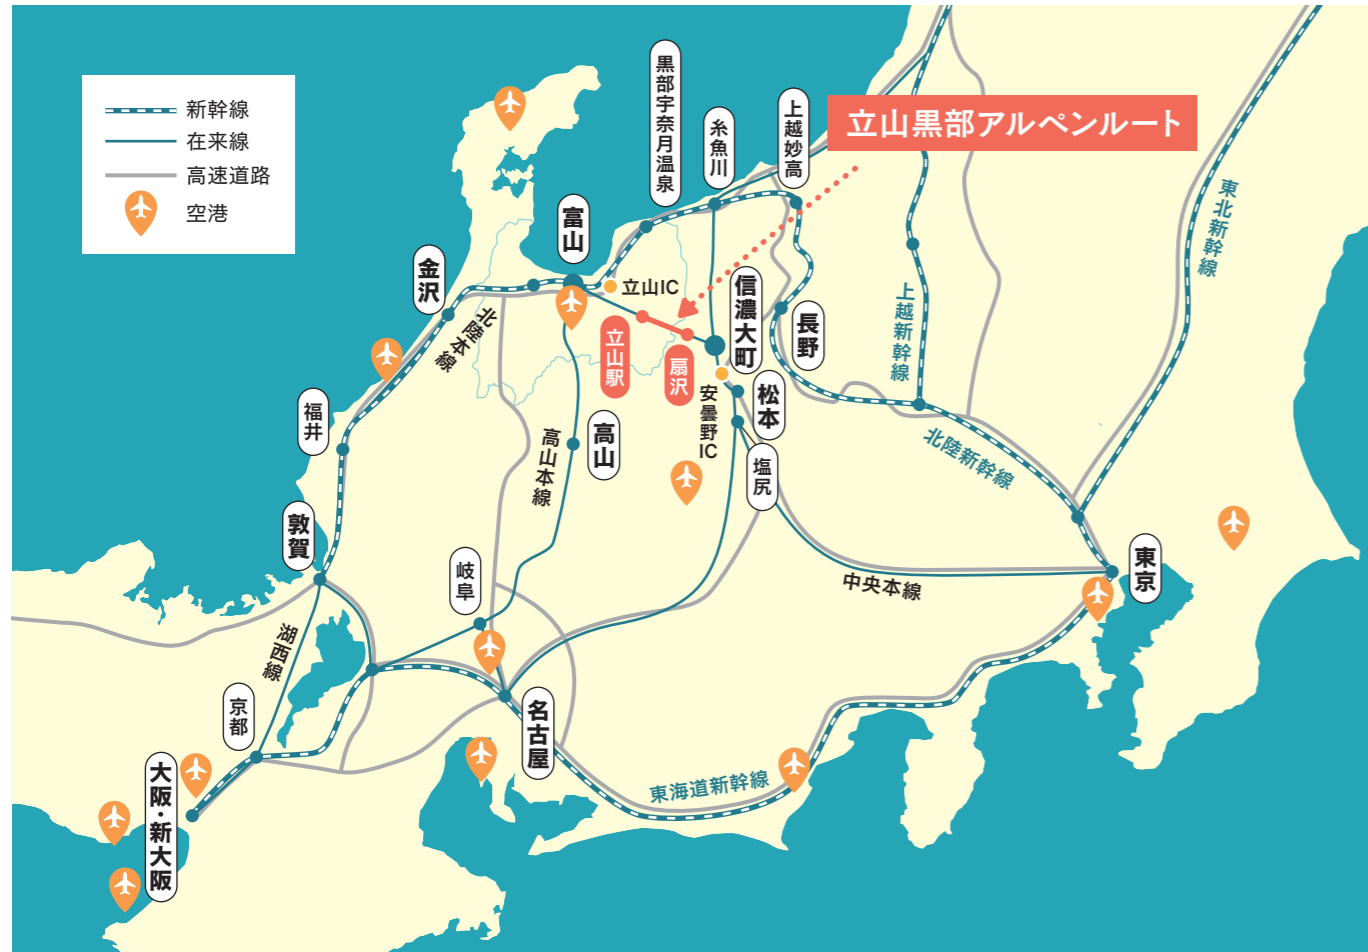 新幹線
在来線
高速道路
空港
立山黒部アルペンルート
黒部宇奈月温泉
糸魚川
上越妙高
富山
金沢
立山IC
信濃大町
長野
立山駅
扇沢
北陸本線
安曇野IC
松本
福井
高山
高山本線
塩尻
上越新幹線
東北新幹線
北陸新幹線
敦賀
岐阜
東京
中央本線
湖西線
京都
名古屋
大阪・新大阪
東海道新幹線